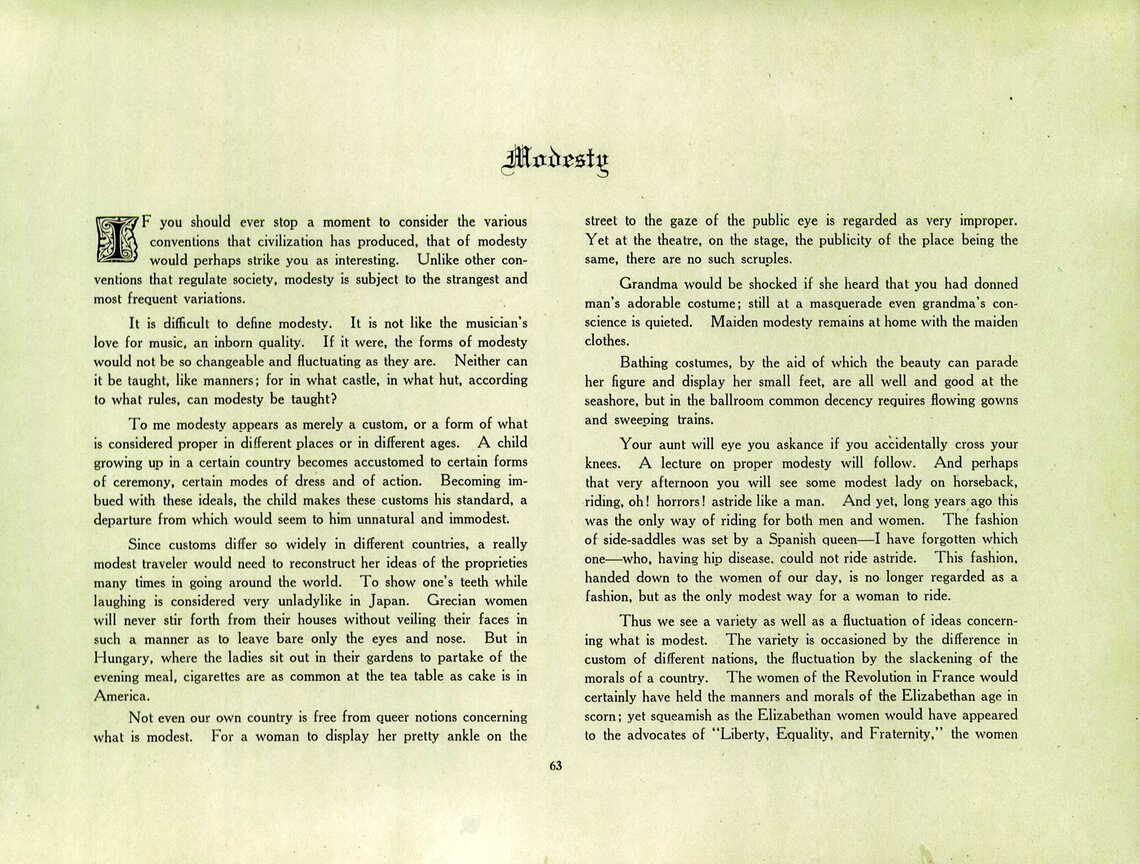 Modesty
IF you should ever stop a moment to consider the various
conventions that civilization has produced, that of modesty
would perhaps strike you as interesting. Unlike other con-
ventions that regulate society, modesty is subject to the strangest and
most frequent variations.
It is difficult to define modesty. It is not like the musician's
love for music, an inborn quality. If it were, the forms of modesty
would not be so changeable and fluctuating as they are. Neither can
it be taught, like manners; for in what castle, in what hut, according
to what rules, can modesty be taught?
To me modesty appears as merely a custom, or a form of what
is considered proper in different places or in different ages. A child
growing up in a certain country becomes accustomed to certain forms
of ceremony, certain modes of dress and of action. Becoming im-
bued with these ideals, the child makes these customs his standard, a
departure from which would seem to him unnatural and immodest.
Since customs differ so widely in different countries, a really
modest traveler would need to reconstruct her ideas of the proprieties
many times in going around the world. To show one's teeth while
laughing is considered very unladylike in Japan. Grecian women
will never stir forth from their houses without veiling their faces in
such a manner as to leave bare only the eyes and nose. But in
Hungary, where the ladies sit out in their gardens to partake of the
evening meal, cigarettes are as common at the tea table as cake is in
America.
Not even our own country is free from queer notions concerning
what is modest. For a woman to display her pretty ankle on the
street to the gaze of the public eye is regarded as very improper.
Yet at the theatre, on the stage, the publicity of the place being the
same, there are no such scruples.
Grandma would be shocked if she heard that you had donned
man's adorable costume; still at a masquerade even grandma's con-
science is quieted. Maiden modesty remains at home with the maiden
clothes.
Bathing costumes, by the aid of which the beauty can parade
her figure and display her small feet, are all well and good at the
seashore, but in the ballroom common decency requires flowing gowns
and sweeping trains.
Your aunt will eye you askance if you accidentally cross your
knees. A lecture on proper modesty will follow. And perhaps
that very afternoon you will see some modest lady on horseback,
riding, oh! horrors! astride like a man. And yet, long years ago this
was the only way of riding for both men and women. The fashion
of side-saddles was set by a Spanish queen—I have forgotten which
one—who, having hip disease, could not ride astride. This fashion,
handed down to the women of our day, is no longer regarded as a
fashion, but as the only modest way for a woman to ride.
Thus we see a variety as well as a fluctuation of ideas concern-
ing what is modest. The variety is occasioned by the difference in
custom of different nations, the fluctuation by the slackening of the
morals of a country. The women of the Revolution in France would
certainly have held the manners and morals of the Elizabethan age in
scorn; yet squeamish as the Elizabethan women would have appeared
to the advocates of "Liberty, Equality, and Fraternity," the women
63